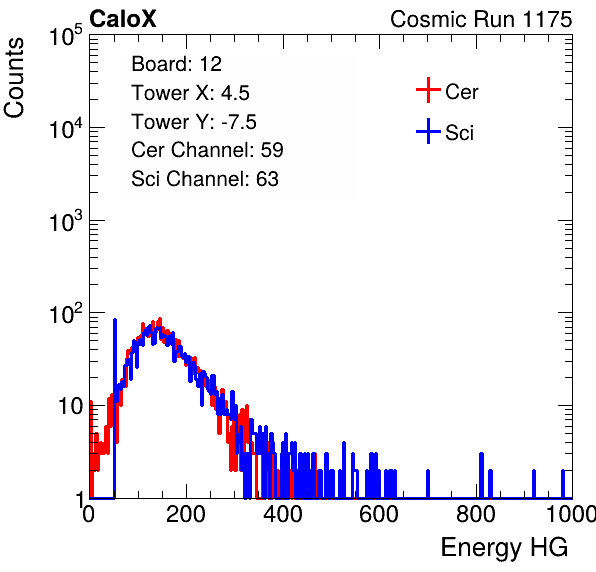 CaloX Cosmic Run 1175
Counts
10^5
10^4
10^3
10^2
10
1
Board: 12
Tower X: 4.5
Tower Y: -7.5
Cer Channel: 59
Sci Channel: 63
Cer
Sci
0 200 400 600 800 1000
Energy HG